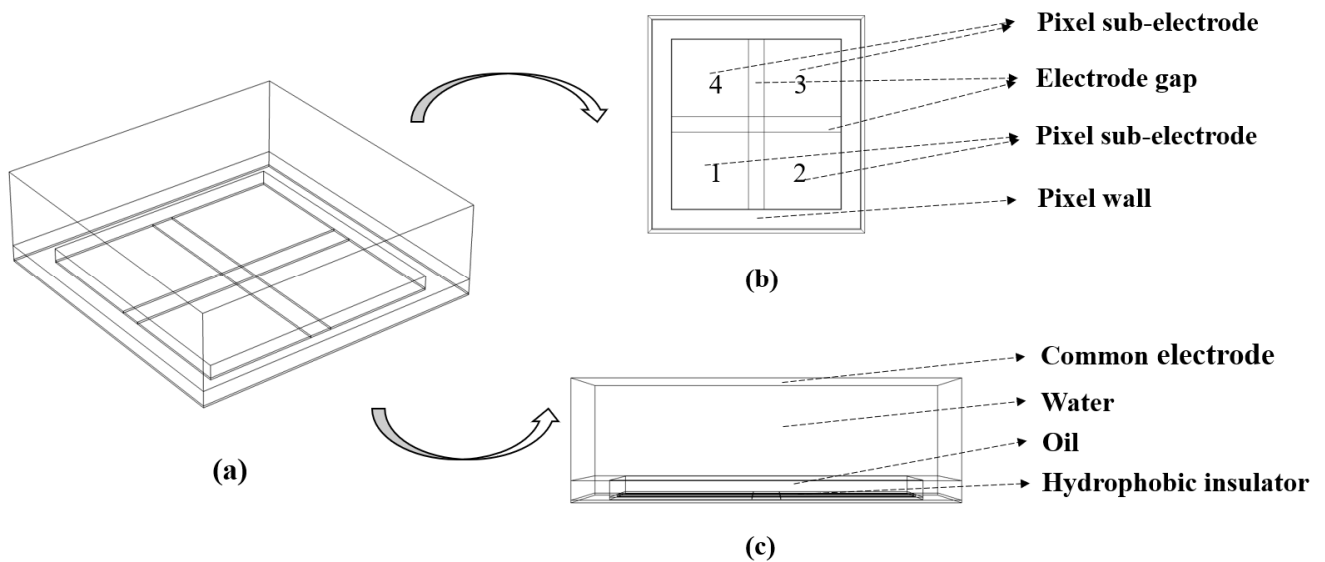 Pixel sub-electrode
4 3
Electrode gap
Pixel sub-electrode
1 2
Pixel wall
(b)
Common electrode
Water
Oil
Hydrophobic insulator
(a)
(c)